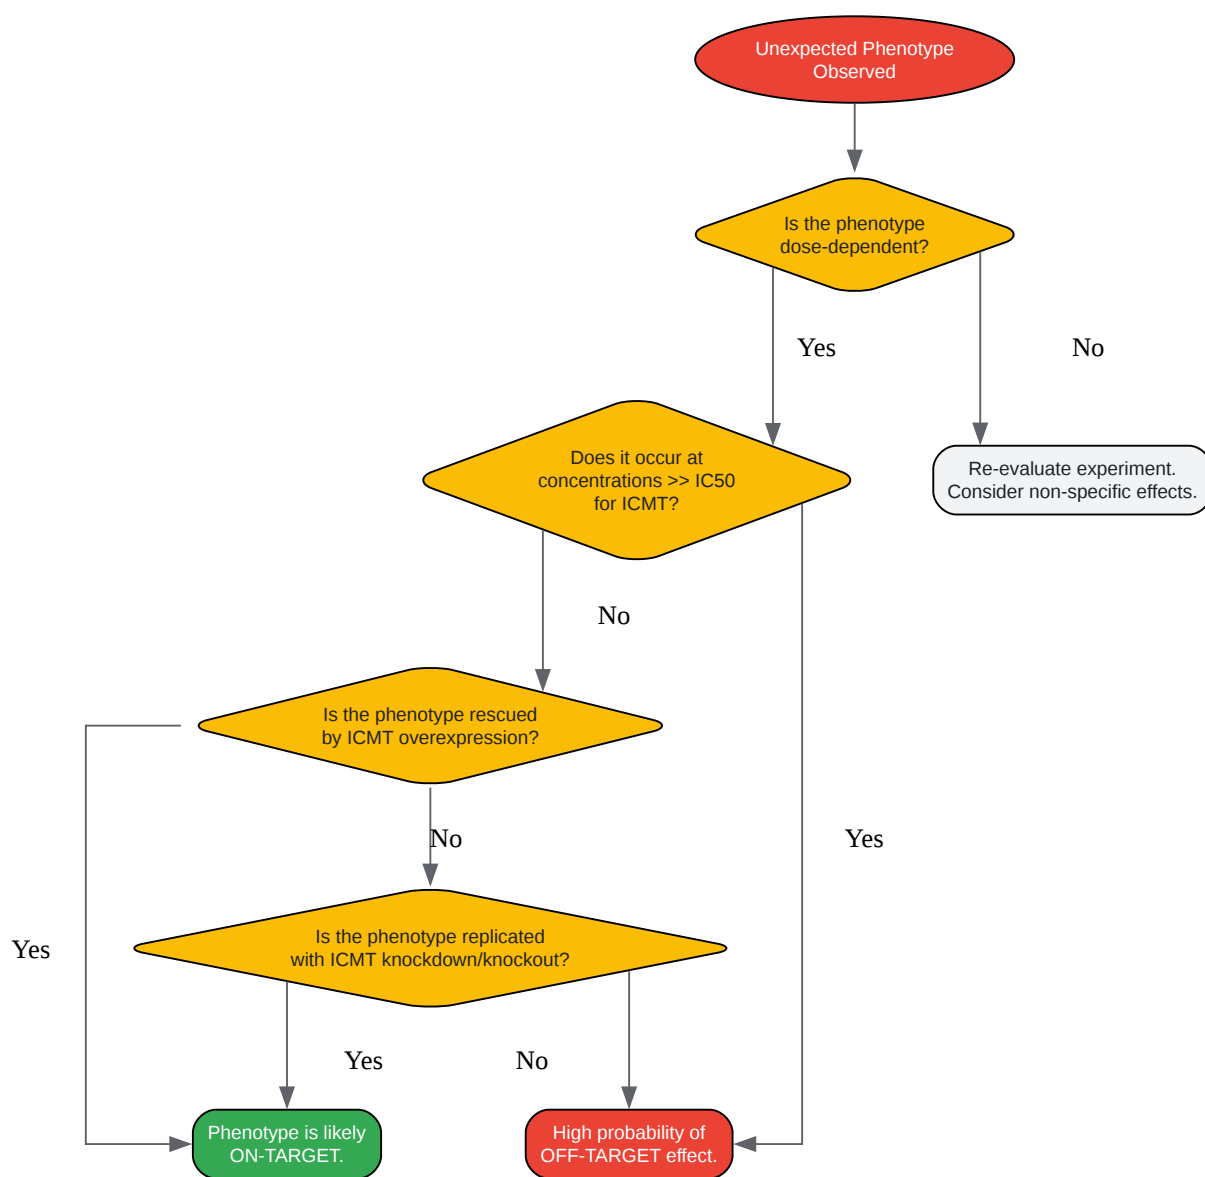 Unexpected Phenotype
Observed
Is the phenotype
dose-dependent?
Yes
No
Does it occur at
concentrations >> IC50
for ICMT?
Re-evaluate experiment.
Consider non-specific effects.
No
Is the phenotype rescued
by ICMT overexpression?
No
Yes
Yes
Is the phenotype replicated
with ICMT knockdown/knockout?
Yes
No
Phenotype is likely
ON-TARGET.
High probability of
OFF-TARGET effect.